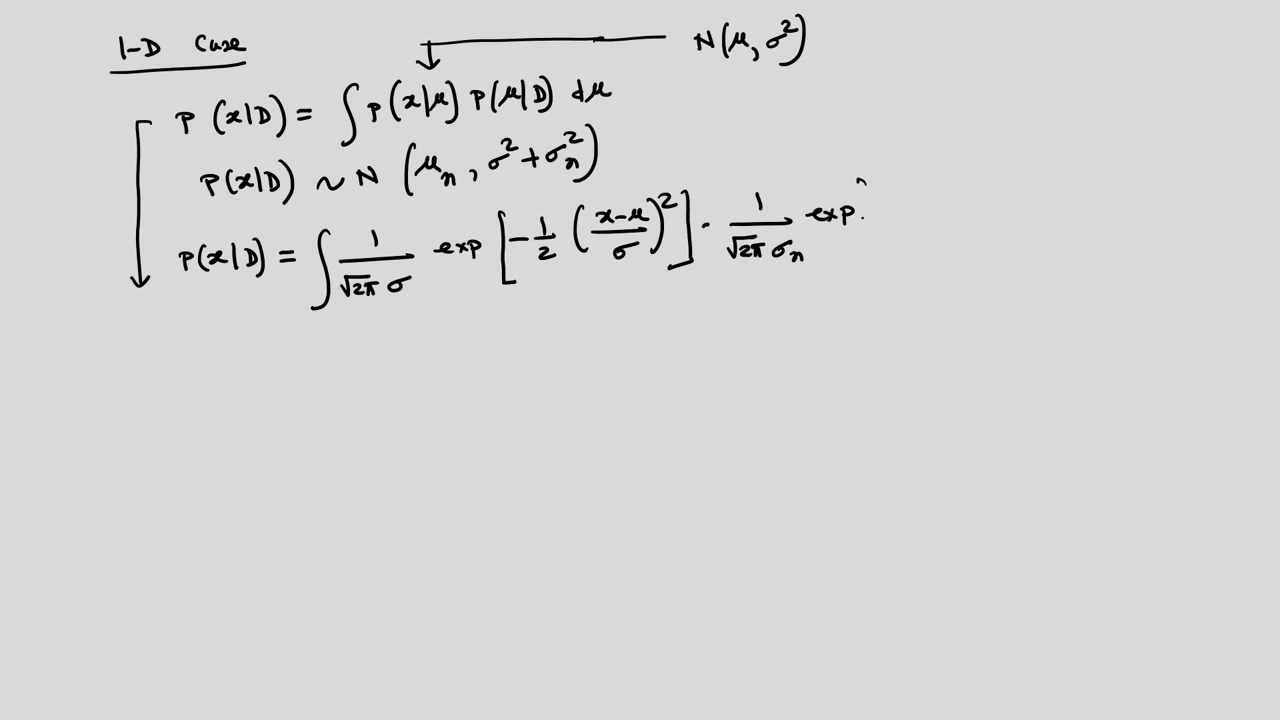 1-D Case
N(μ, σ²)
P(x|D) = ∫ P(x|μ) P(μ|D) dμ
P(x|D) ~ N (μₙ, σ² + σₙ²)
P(x|D) = ∫ 1/(√2π σ) exp [-1/2 ((x-μ)/σ)²] · 1/(√2π σₙ) exp